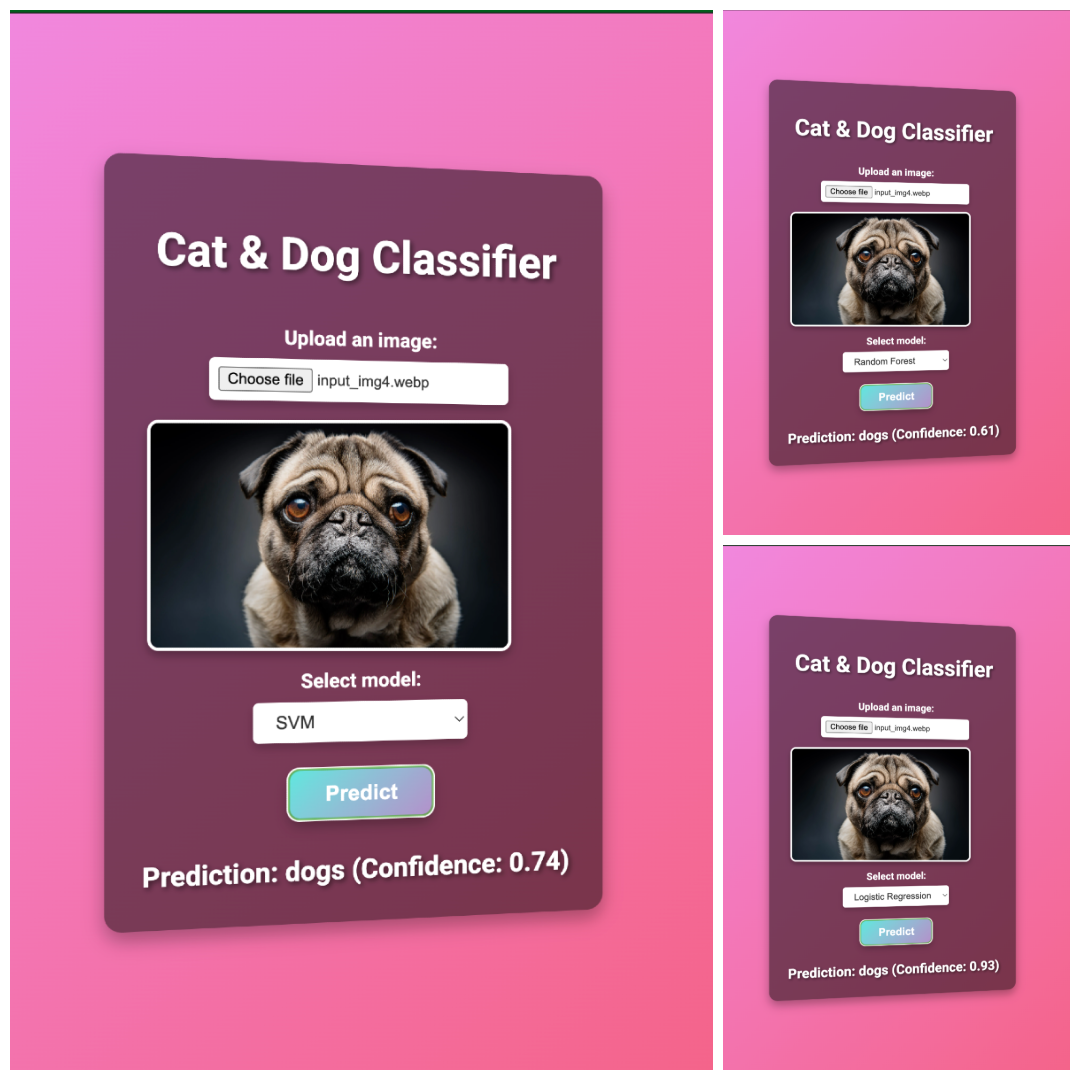 Cat & Dog Classifier
Upload an image:
Choose file input_img4.webp
Select model:
SVM
Predict
Prediction: dogs (Confidence: 0.74)
Cat & Dog Classifier
Upload an image:
Choose file input_img4.webp
Select model:
Random Forest
Predict
Prediction: dogs (Confidence: 0.61)
Cat & Dog Classifier
Upload an image:
Choose file input_img4.webp
Select model:
Logistic Regression
Predict
Prediction: dogs (Confidence: 0.93)